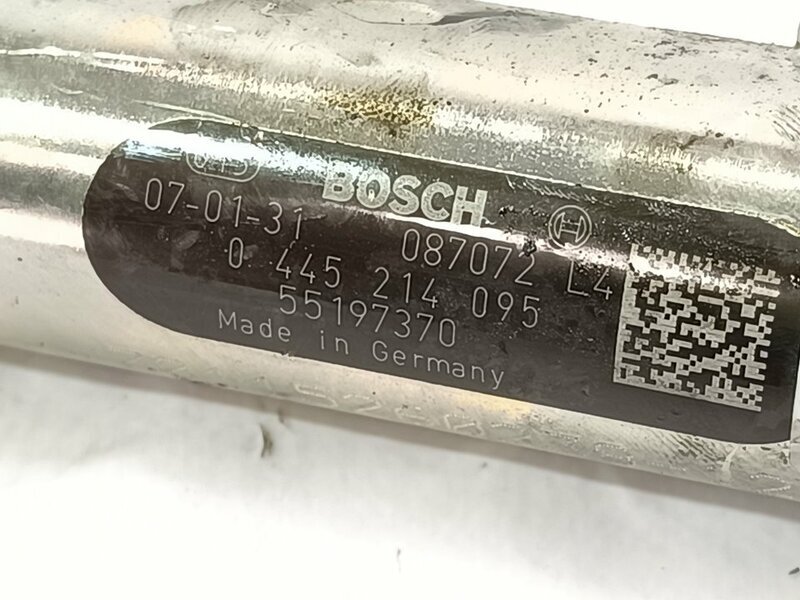 BOSCH
07-01-31 087072 L4
0 445 214 095
55197370
Made in Germany